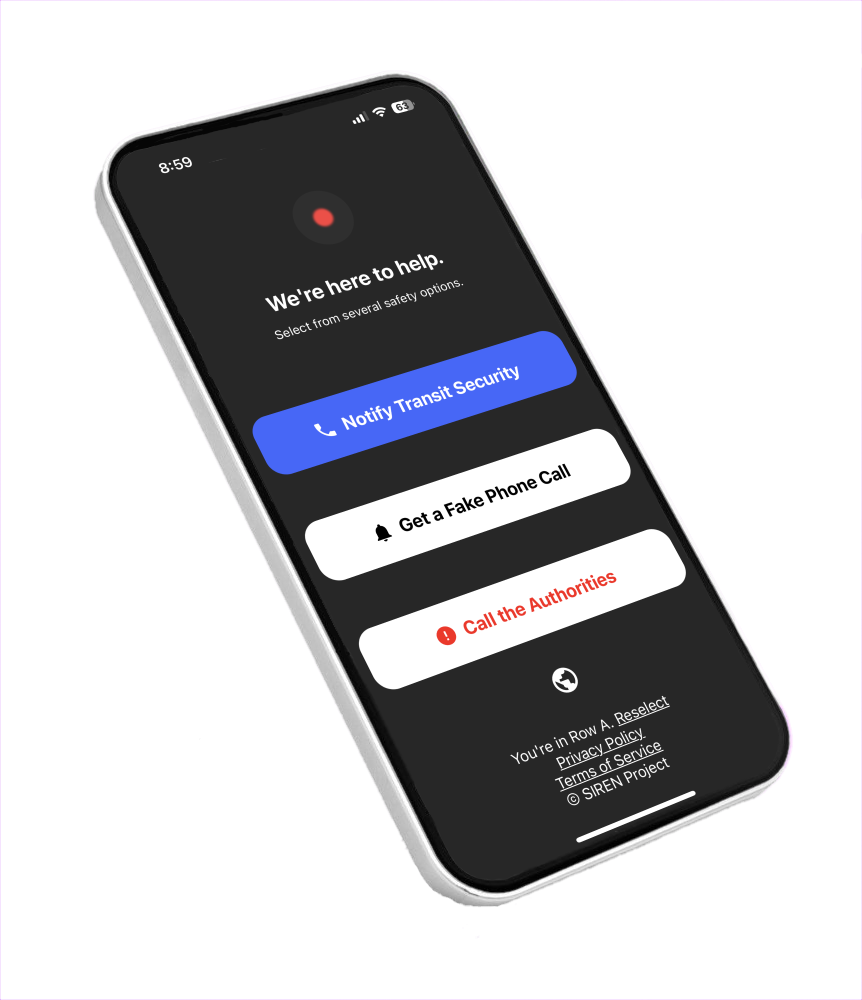 8:59
63
We're here to help.
Select from several safety options.
Notify Transit Security
Get a Fake Phone Call
Call the Authorities
You're in Row A. Reselect
Privacy Policy
Terms of Service
© SIREN Project